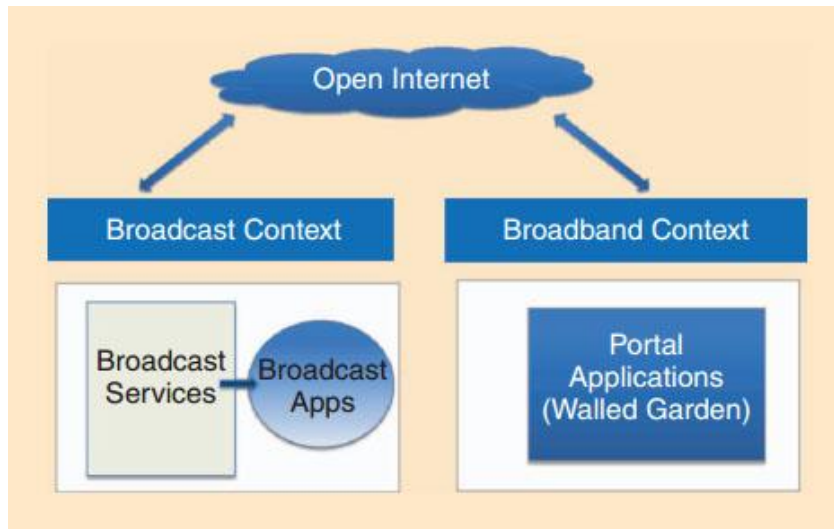 Open Internet
Broadcast Context
Broadband Context
Broadcast
Services
Broadcast
Apps
Portal
Applications
(Walled Garden)